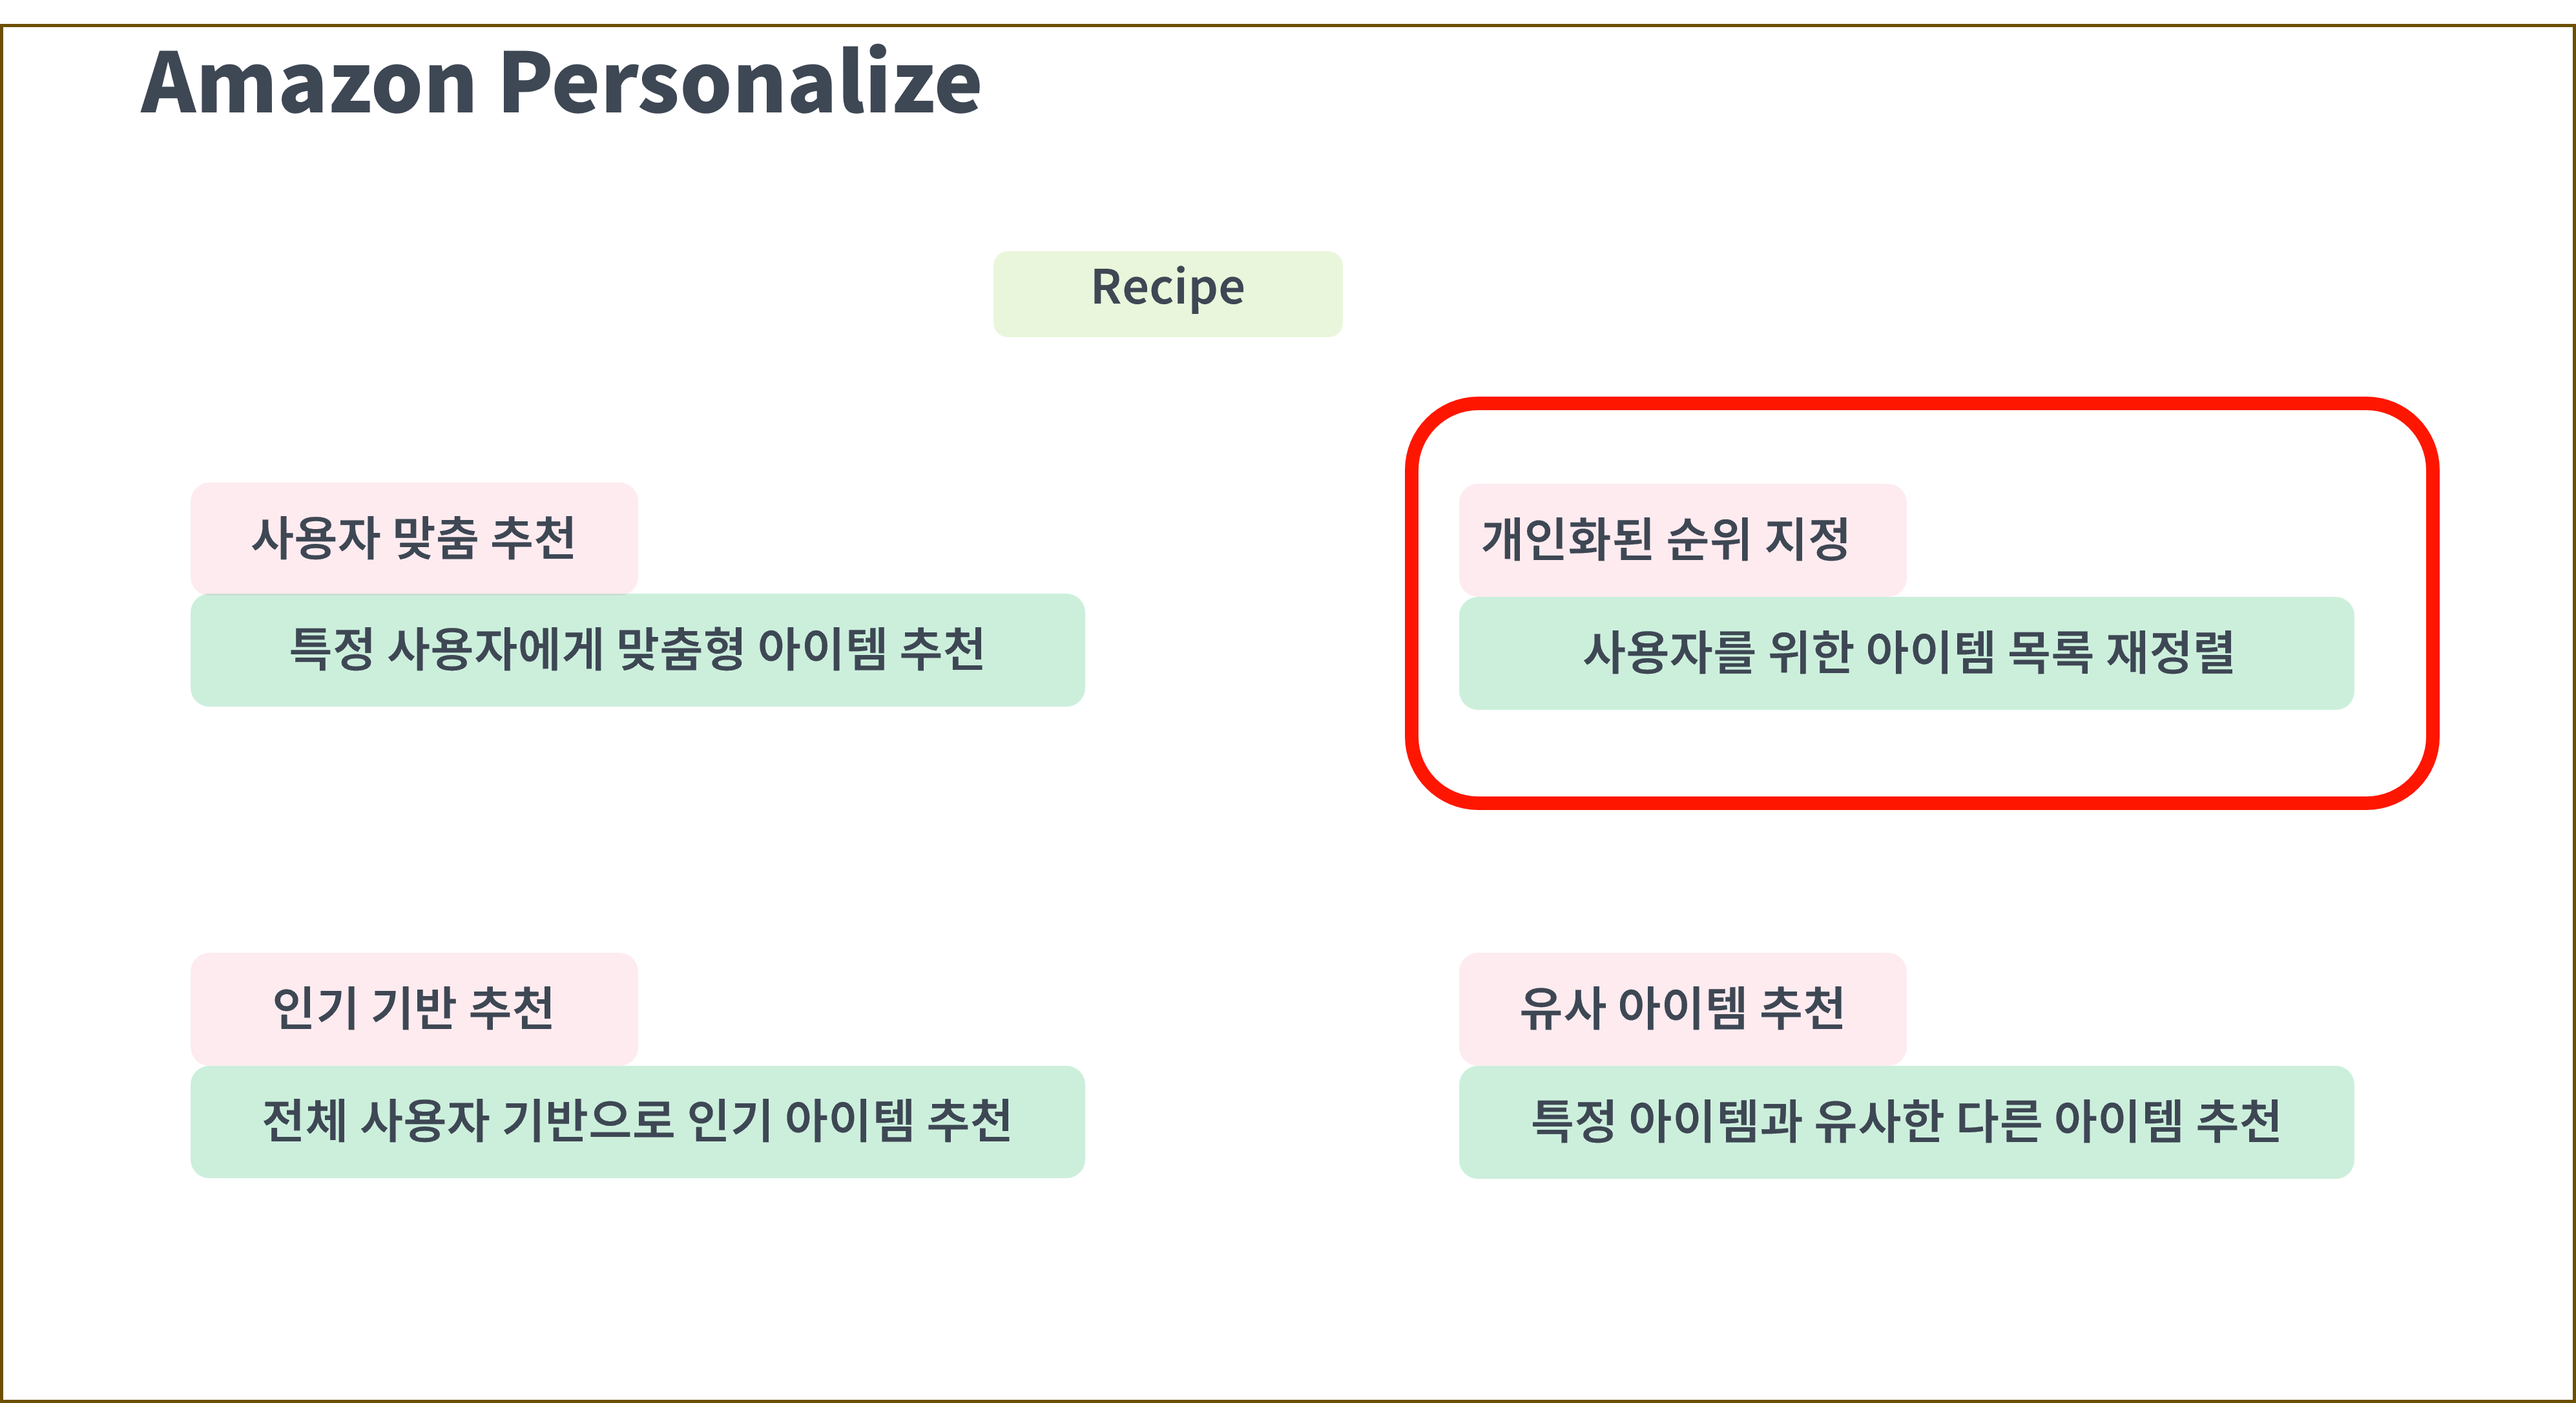 Amazon Personalize
Recipe
사용자 맞춤 추천
특정 사용자에게 맞춤형 아이템 추천
개인화된 순위 지정
사용자를 위한 아이템 목록 재정렬
인기 기반 추천
전체 사용자 기반으로 인기 아이템 추천
유사 아이템 추천
특정 아이템과 유사한 다른 아이템 추천